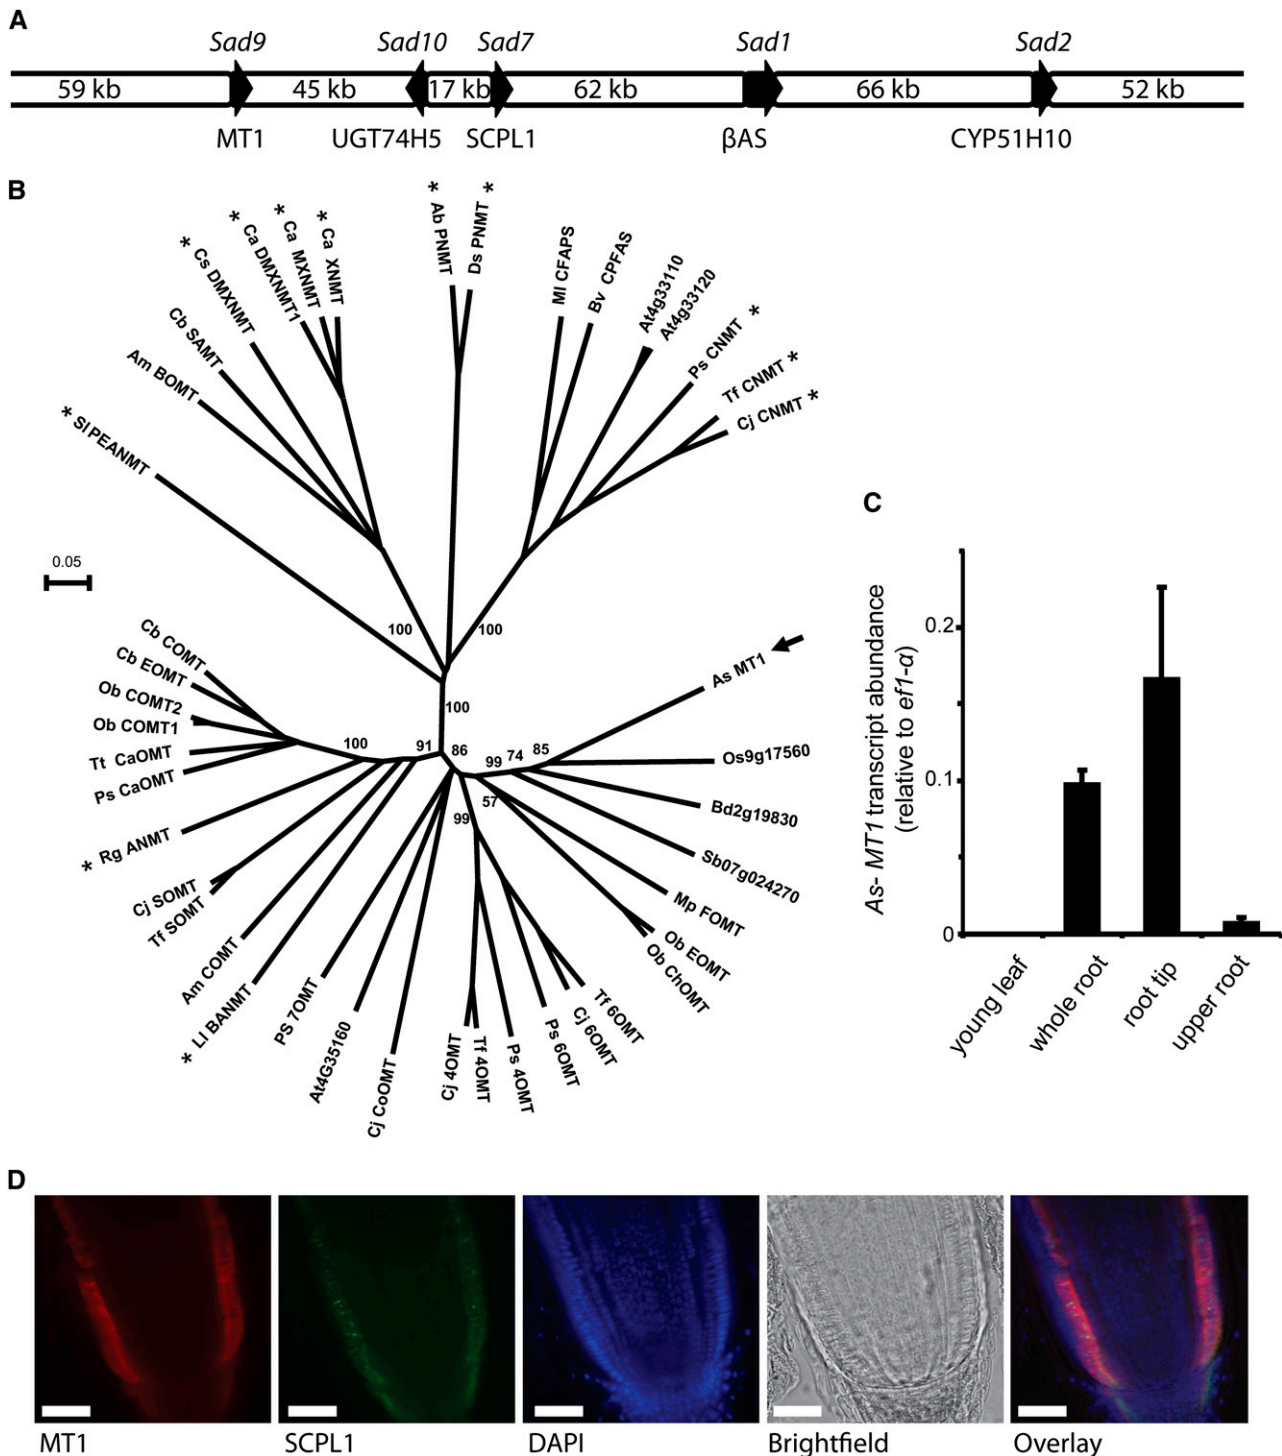 A
Sad9 Sad10 Sad7 Sad1 Sad2
59 kb 45 kb 17 kb 62 kb 66 kb 52 kb
MT1 UGT74H5 SCPL1 βAS CYP51H10
B
* Sl PEANMT
Am BOMT
Cb SAMT
* Cs DMXNMT
* Ca DMXNMT1
* Ca MXNMT
* Ca XNMT
* Ab PNMT
Ds PNMT *
Ml CFAPS
Bv CPFAS
At4g33110
At4g33120
Ps CNMT *
Tf CNMT *
Cj CNMT *
0.05
100
100
100
As MT1
Os9g17560
Bd2g19830
Sb07g024270
Mp FOMT
Ob EOMT
Ob ChOMT
Tf 6OMT
Cj 6OMT
Ps 6OMT
Ps 4OMT
Tf 4OMT
Cj 4OMT
Cj CoOMT
At4G35160
PS 7OMT
* Ll BANMT
Am COMT
Tf SOMT
Cj SOMT
* Rg ANMT
Ps CaOMT
Tt CaOMT
Ob COMT1
Ob COMT2
Cb EOMT
Cb COMT
100
91
86
99
74
85
57
99
C
As- MT1 transcript abundance
(relative to ef1-α)
0.2
0.1
0
young leaf
whole root
root tip
upper root
D
MT1 SCPL1 DAPI Brightfield Overlay